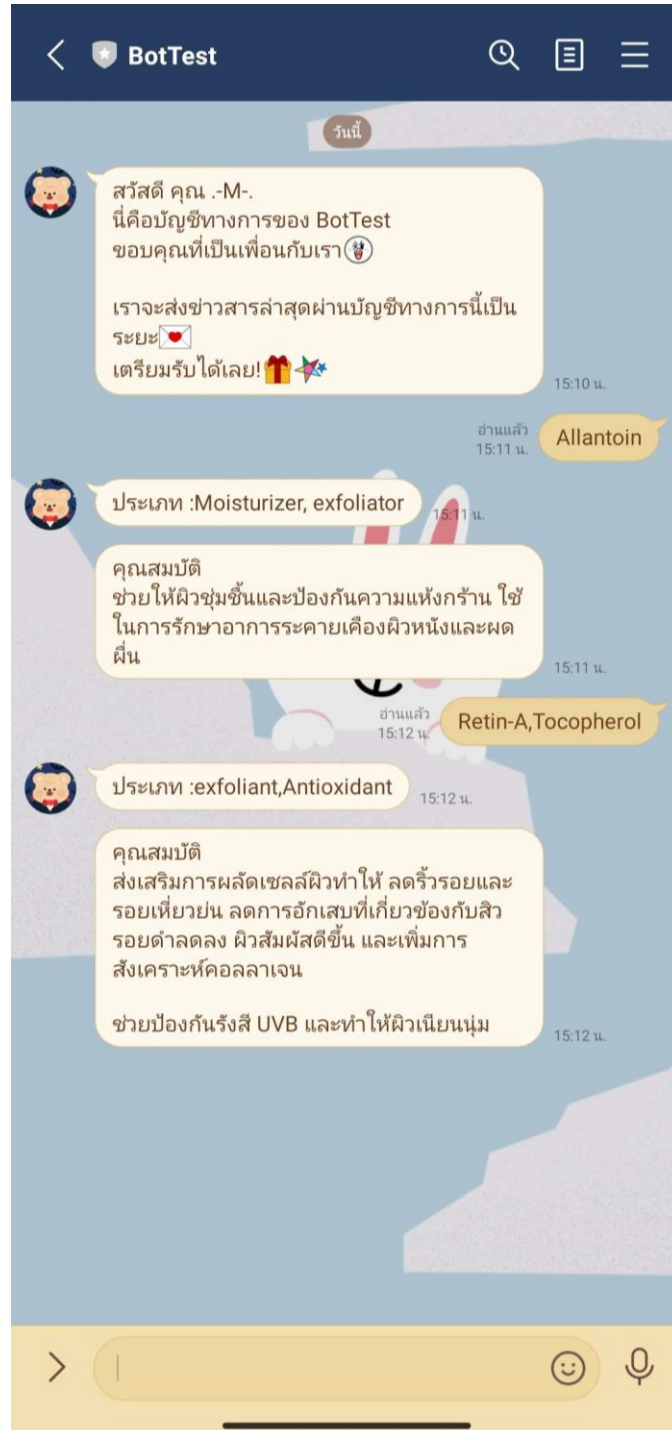 BotTest
วันนี้
สวัสดี คุณ .-M-.
นี่คือบัญชีทางการของ BotTest
ขอบคุณที่เป็นเพื่อนกับเรา
เราจะส่งข่าวสารล่าสุดผ่านบัญชีทางการนี้เป็น
ระยะ
เตรียมรับได้เลย!
15:10 น.
อ่านแล้ว
15:11 น.
Allantoin
ประเภท :Moisturizer, exfoliator
15:11 น.
คุณสมบัติ
ช่วยให้ผิวชุ่มชื้นและป้องกันความแห้งกร้าน ใช้
ในการรักษาอาการระคายเคืองผิวหนังและผด
ผื่น
15:11 น.
อ่านแล้ว
15:12 น.
Retin-A,Tocopherol
ประเภท :exfoliant,Antioxidant
15:12 น.
คุณสมบัติ
ส่งเสริมการผลัดเซลล์ผิวทำให้ ลดริ้วรอยและ
รอยเหี่ยวย่น ลดการอักเสบที่เกี่ยวข้องกับสิว
รอยดำลดลง ผิวสัมผัสดีขึ้น และเพิ่มการ
สังเคราะห์คอลลาเจน
ช่วยป้องกันรังสี UVB และทำให้ผิวเนียนนุ่ม
15:12 น.